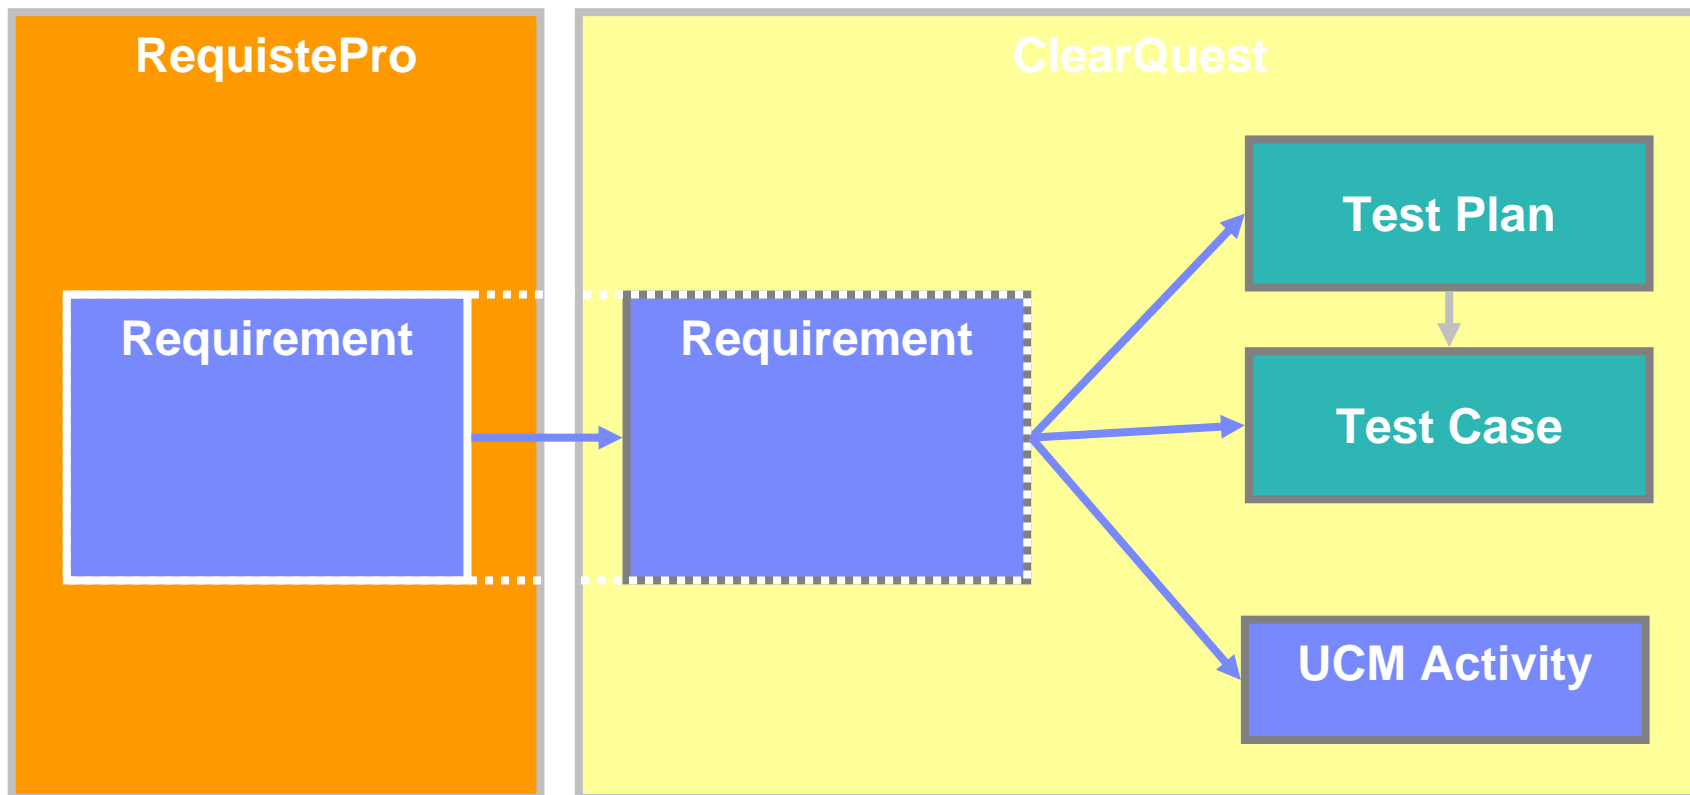 RequistePro
ClearQuest
Test Plan
Requirement
Requirement
Test Case
UCM Activity